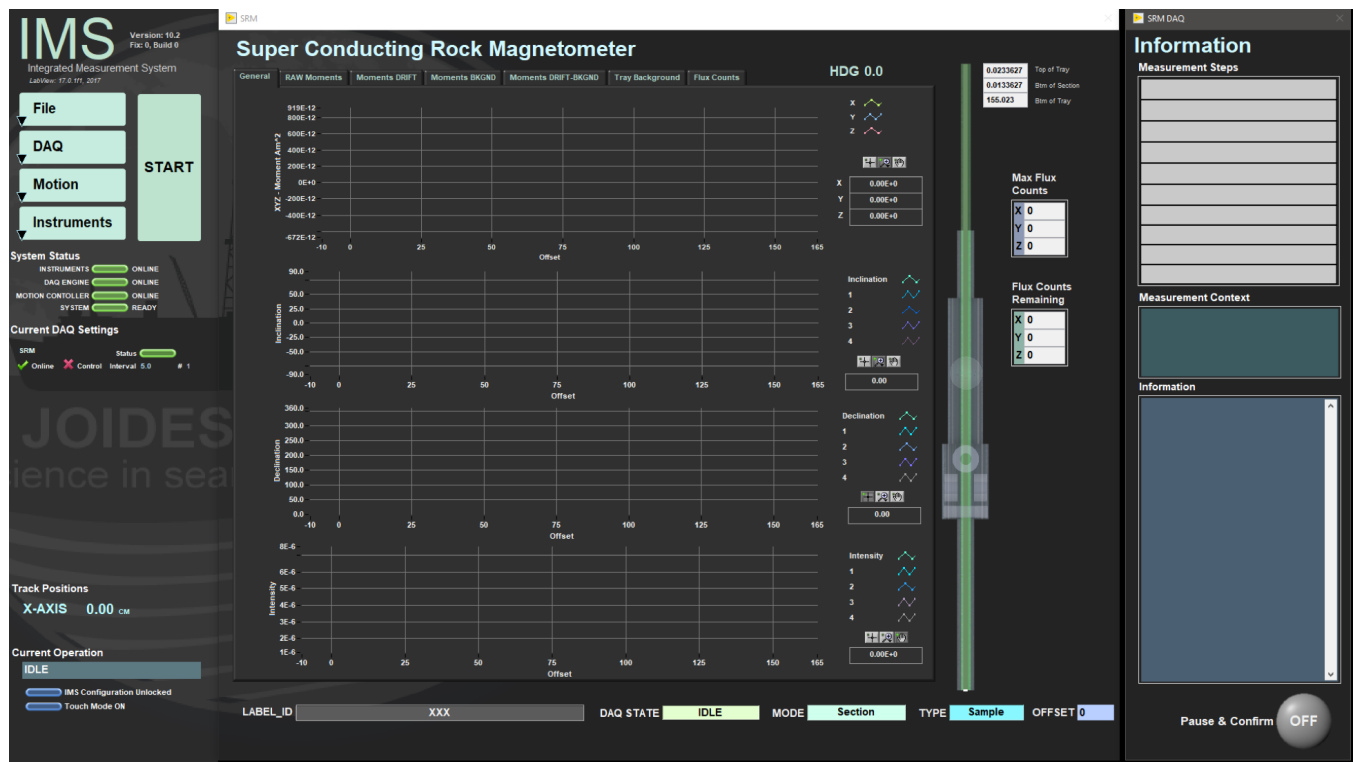 IMS
Version: 10.2
Fix: 0, Build 0
Integrated Measurement System
LabView: 17.0.1f1, 2017
File
DAQ
Motion
Instruments
START
System Status
INSTRUMENTS ONLINE
DAQ ENGINE ONLINE
MOTION CONTOLLER ONLINE
SYSTEM READY
Current DAQ Settings
SRM Status
Online Control Interval 5.0 # 1
JOIDES
ience in sea
Track Positions
X-AXIS 0.00 CM
Current Operation
IDLE
IMS Configuration Unlocked
Touch Mode ON
SRM
Super Conducting Rock Magnetometer
General RAW Moments Moments DRIFT Moments BKGND Moments DRIFT-BKGND Tray Background Flux Counts
HDG 0.0
XYZ - Moment Am^2
919E-12
800E-12
600E-12
400E-12
200E-12
0E+0
-200E-12
-400E-12
-672E-12
-10 0 25 50 75 100 125 150 165
Offset
X
Y
Z
X 0.00E+0
Y 0.00E+0
Z 0.00E+0
Inclination
90.0
50.0
25.0
0.0
-25.0
-50.0
-90.0
-10 0 25 50 75 100 125 150 165
Offset
Inclination
1
2
3
4
0.00
Declination
360.0
300.0
250.0
200.0
150.0
100.0
50.0
0.0
-10 0 25 50 75 100 125 150 165
Offset
Declination
1
2
3
4
0.00
Intensity
8E-6
6E-6
5E-6
4E-6
3E-6
2E-6
1E-6
-10 0 25 50 75 100 125 150 165
Offset
Intensity
1
2
3
4
0.00E+0
0.0233627 Top of Tray
0.0133627 Btm of Section
155.023 Btm of Tray
Max Flux
Counts
X 0
Y 0
Z 0
Flux Counts
Remaining
X 0
Y 0
Z 0
LABEL_ID XXX DAQ STATE IDLE MODE Section TYPE Sample OFFSET 0
SRM DAQ
Information
Measurement Steps
Measurement Context
Information
Pause & Confirm OFF